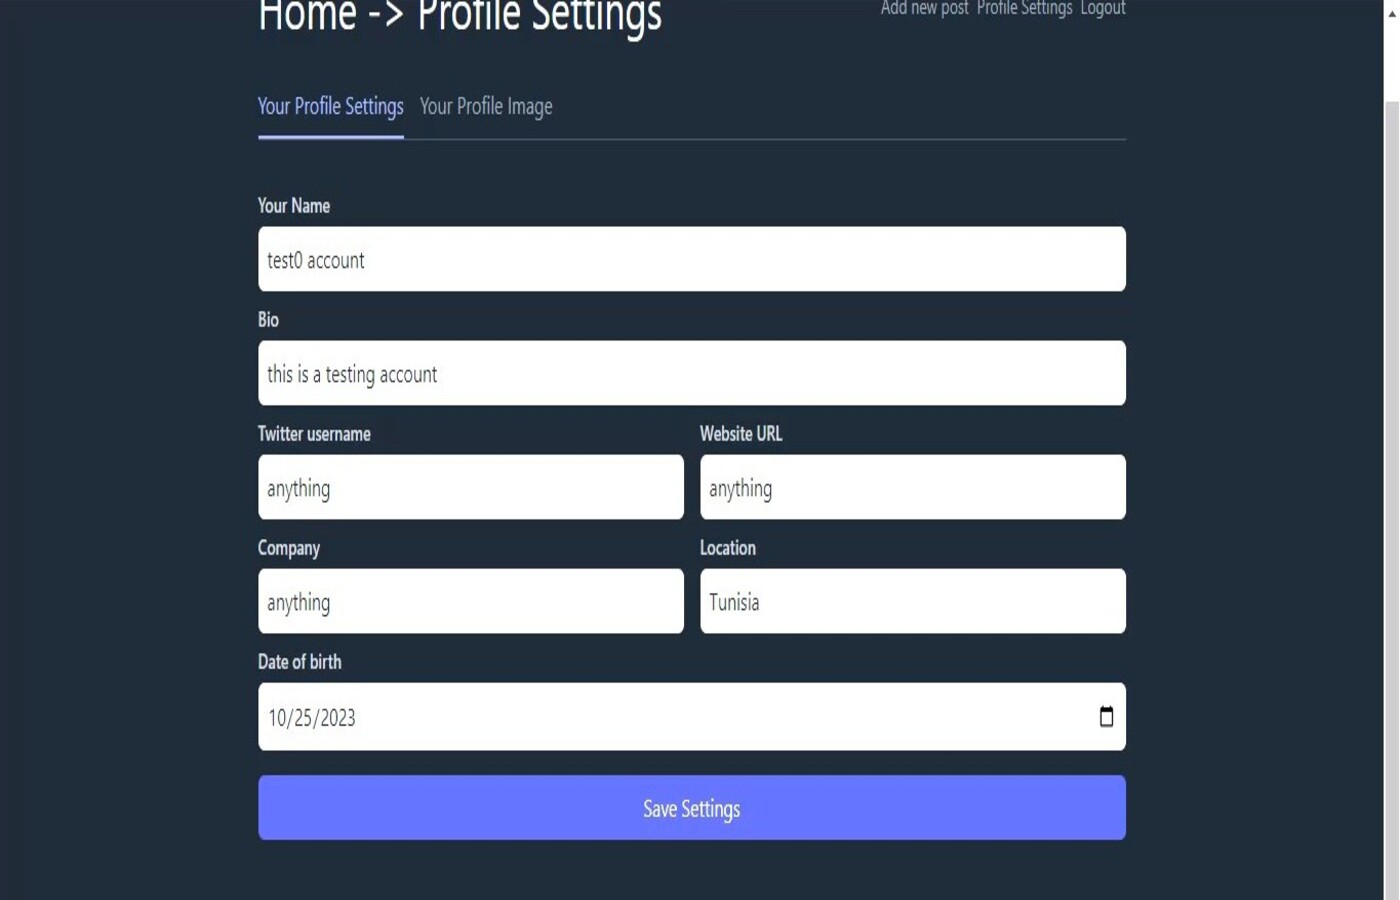 Home -> Profile Settings
Add new post Profile Settings Logout
Your Profile Settings Your Profile Image
Your Name
test0 account
Bio
this is a testing account
Twitter username Website URL
anything anything
Company Location
anything Tunisia
Date of birth
10/25/2023
Save Settings